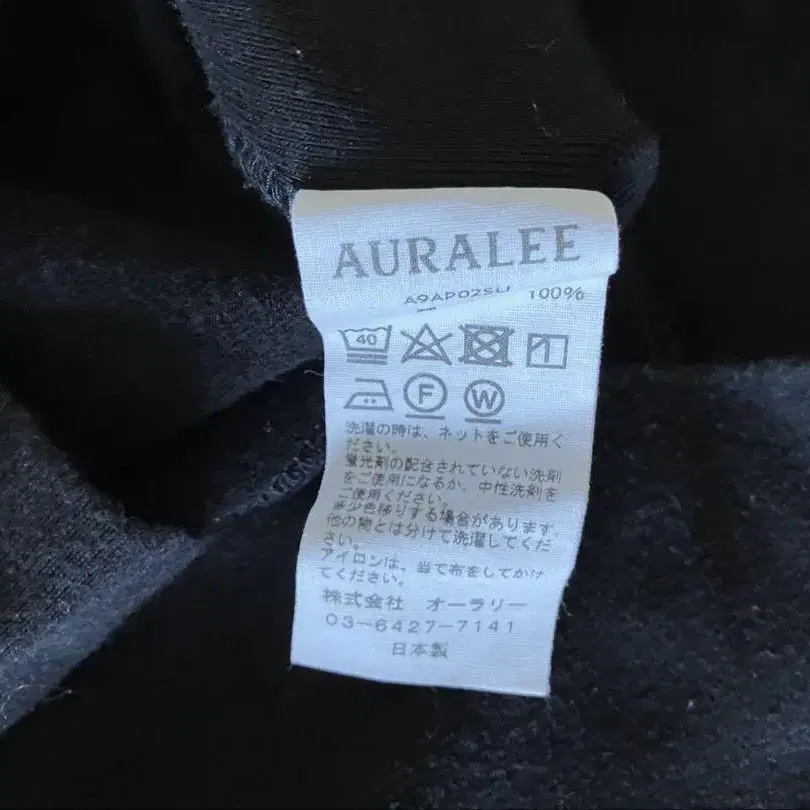 AURALEE
A9AP02SU 100%
40
F W
洗濯の時は、ネットをご使用く
ださい。
蛍光剤の配合されていない洗剤
をご使用になるか、中性洗剤を
ご使用ください。
多少色移りする場合があります。
他の物とは分けて洗濯してくだ
さい。
アイロンは、当て布をしてかけ
てください。
株式会社 オーラリー
03-6427-7141
日本製